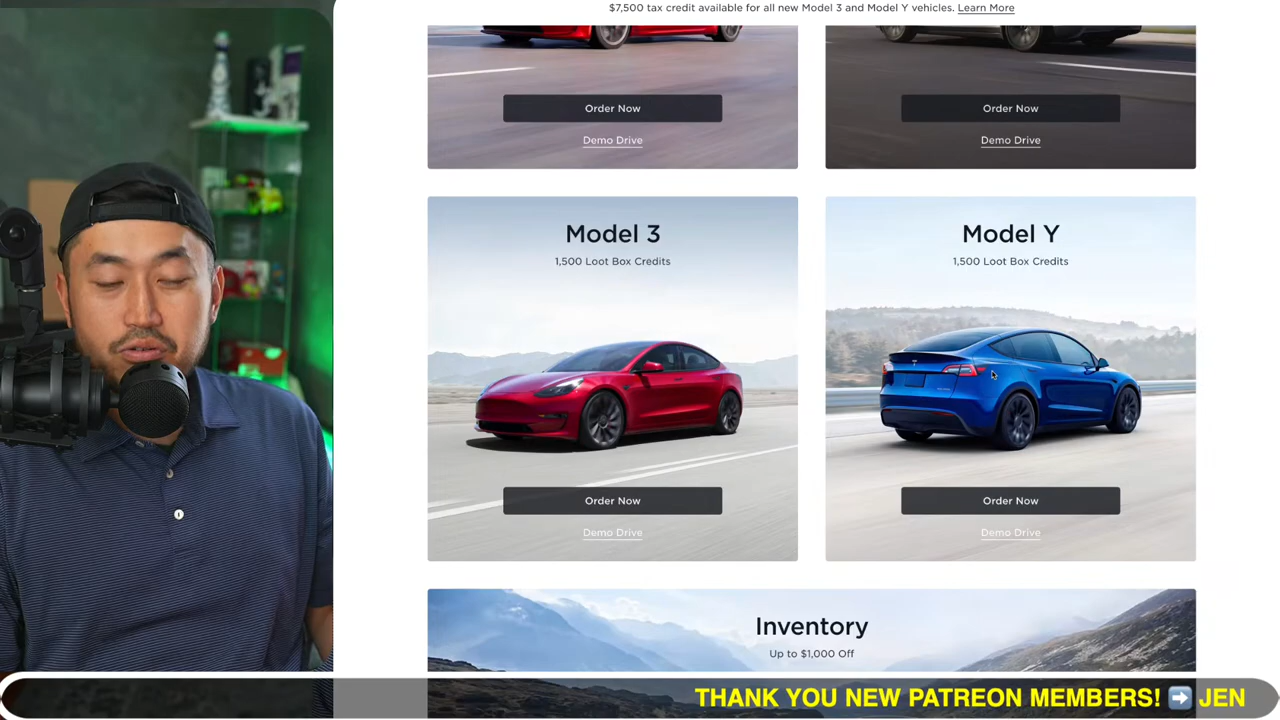 $7,500 tax credit available for all new Model 3 and Model Y vehicles. Learn More
Order Now
Demo Drive
Order Now
Demo Drive
Model 3
1,500 Loot Box Credits
Order Now
Demo Drive
Model Y
1,500 Loot Box Credits
Order Now
Demo Drive
Inventory
Up to $1,000 Off
THANK YOU NEW PATREON MEMBERS! ➡️ JEN